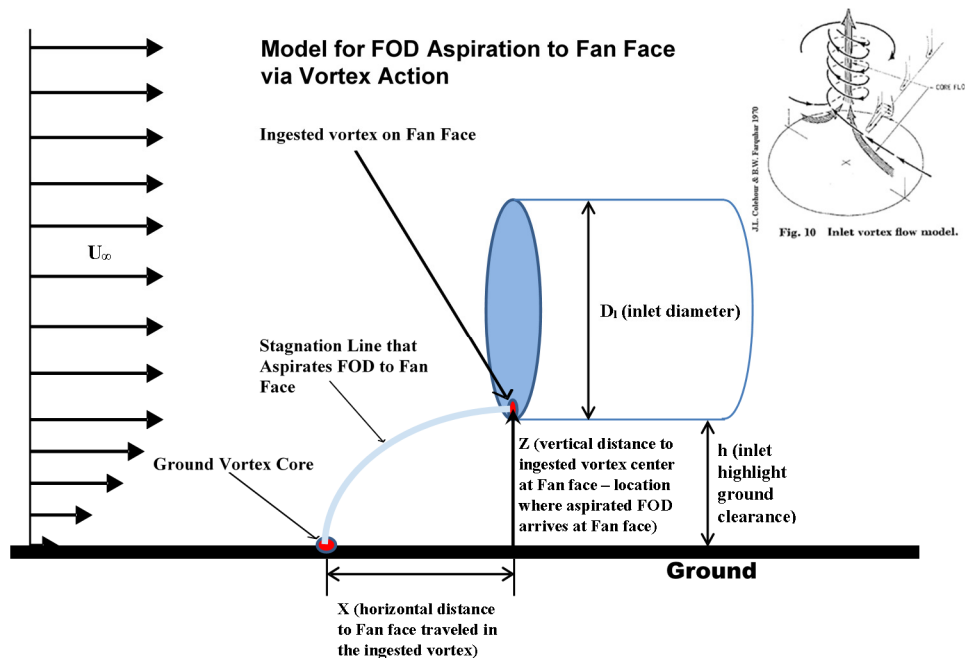 Model for FOD Aspiration to Fan Face
via Vortex Action
Ingested vortex on Fan Face
U∞
Stagnation Line that
Aspirates FOD to Fan
Face
Ground Vortex Core
D₁ (inlet diameter)
Z (vertical distance to
ingested vortex center
at Fan face – location
where aspirated FOD
arrives at Fan face)
h (inlet
highlight
ground
clearance)
Ground
X (horizontal distance
to Fan face traveled in
the ingested vortex)
CORE FLO
J.L. Colehour & B.W. Farquhar 1970
Fig. 10 Inlet vortex flow model.